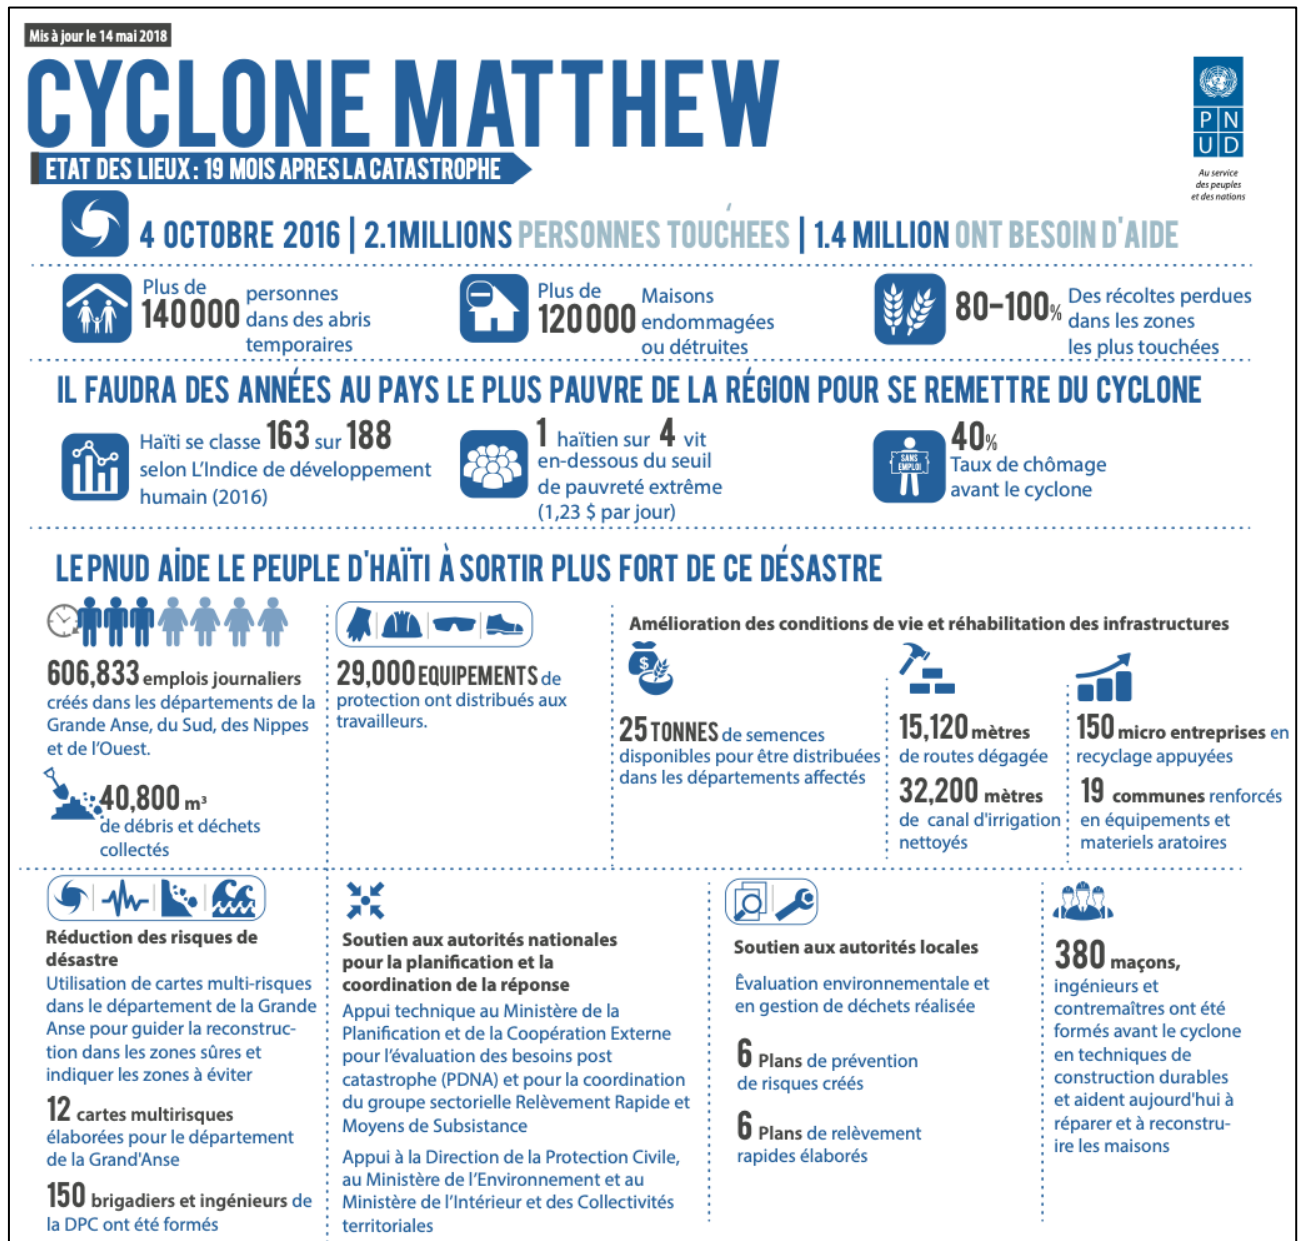 Mis à jour le 14 mai 2018
CYCLONE MATTHEW
ETAT DES LIEUX : 19 MOIS APRES LA CATASTROPHE
P N
U D
Au service
des peuples
et des nations
4 OCTOBRE 2016 | 2.1MILLIONS PERSONNES TOUCHÉES | 1.4 MILLION ONT BESOIN D'AIDE
Plus de
140 000 personnes
dans des abris
temporaires
Plus de
120 000 Maisons
endommagées
ou détruites
80-100% Des récoltes perdues
dans les zones
les plus touchées
IL FAUDRA DES ANNÉES AU PAYS LE PLUS PAUVRE DE LA RÉGION POUR SE REMETTRE DU CYCLONE
Haïti se classe 163 sur 188
selon L'Indice de développement
humain (2016)
1 haïtien sur 4 vit
en-dessous du seuil
de pauvreté extrême
(1,23 $ par jour)
SANS
EMPLOI
40%
Taux de chômage
avant le cyclone
LE PNUD AIDE LE PEUPLE D'HAÏTI À SORTIR PLUS FORT DE CE DÉSASTRE
606,833 emplois journaliers
créés dans les départements de la
Grande Anse, du Sud, des Nippes
et de l'Ouest.
40,800 m³
de débris et déchets
collectés
29,000 EQUIPEMENTS de
protection ont distribués aux
travailleurs.
Amélioration des conditions de vie et réhabilitation des infrastructures
$
25 TONNES de semences
disponibles pour être distribuées
dans les départements affectés
15,120 mètres
de routes dégagée
32,200 mètres
de canal d'irrigation
nettoyés
150 micro entreprises en
recyclage appuyées
19 communes renforcés
en équipements et
materiels aratoires
Réduction des risques de
désastre
Utilisation de cartes multi-risques
dans le département de la Grande
Anse pour guider la reconstruc-
tion dans les zones sûres et
indiquer les zones à éviter
12 cartes multirisques
élaborées pour le département
de la Grand'Anse
150 brigadiers et ingénieurs de
la DPC ont été formés
Soutien aux autorités nationales
pour la planification et la
coordination de la réponse
Appui technique au Ministère de la
Planification et de la Coopération Externe
pour l'évaluation des besoins post
catastrophe (PDNA) et pour la coordination
du groupe sectorielle Relèvement Rapide et
Moyens de Subsistance
Appui à la Direction de la Protection Civile,
au Ministère de l'Environnement et au
Ministère de l'Intérieur et des Collectivités
territoriales
Soutien aux autorités locales
Êvaluation environnementale et
en gestion de déchets réalisée
6 Plans de prévention
de risques créés
6 Plans de relèvement
rapides élaborés
380 maçons,
ingénieurs et
contremaîtres ont été
formés avant le cyclone
en techniques de
construction durables
et aident aujourd'hui à
réparer et à reconstru-
ire les maisons